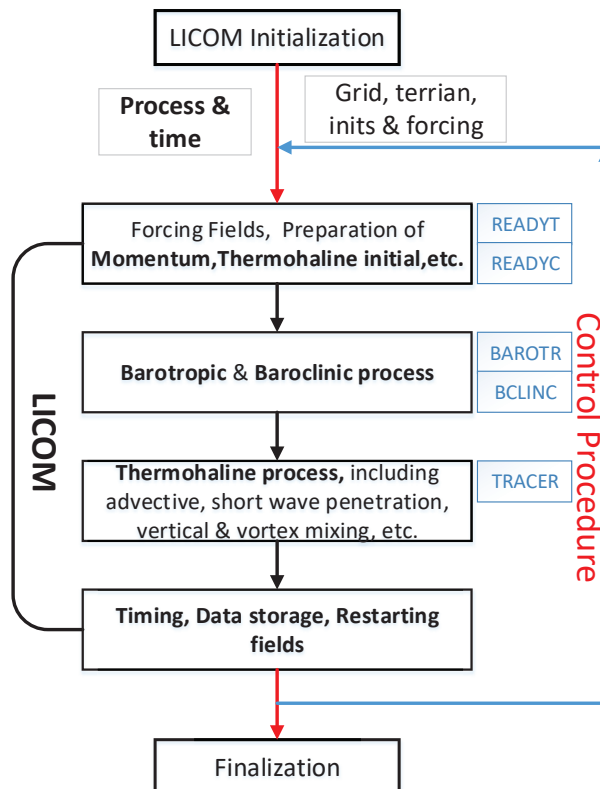 LICOM Initialization
Process &
time
Grid, terrian,
inits & forcing
Forcing Fields, Preparation of
Momentum,Thermohaline initial,etc.
READYT
READYC
Barotropic & Baroclinic process
BAROTR
BCLINC
Thermohaline process, including
advective, short wave penetration,
vertical & vortex mixing, etc.
TRACER
Timing, Data storage, Restarting
fields
Finalization
LICOM
Control Procedure